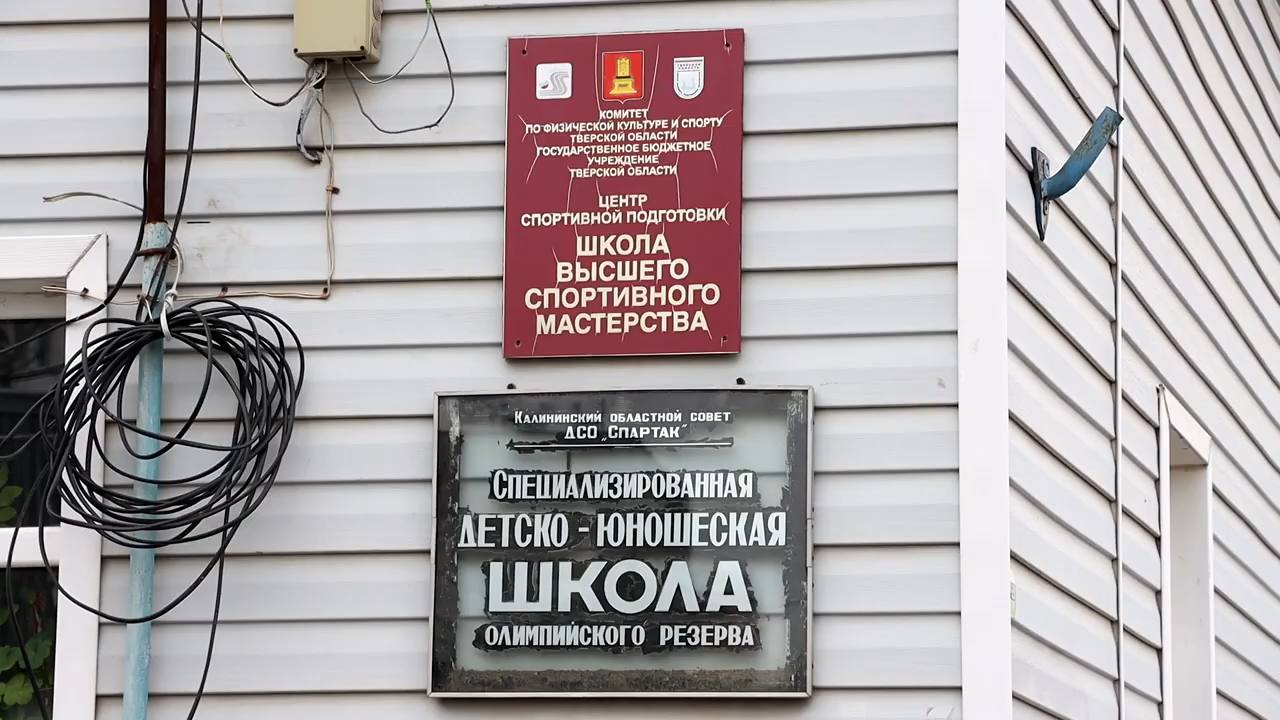 КОМИТЕТ
ПО ФИЗИЧЕСКОЙ КУЛЬТУРЕ И СПОРТУ
ТВЕРСКОЙ ОБЛАСТИ
ГОСУДАРСТВЕННОЕ БЮДЖЕТНОЕ
УЧРЕЖДЕНИЕ
ТВЕРСКОЙ ОБЛАСТИ
ЦЕНТР
СПОРТИВНОЙ ПОДГОТОВКИ
ШКОЛА
ВЫСШЕГО
СПОРТИВНОГО
МАСТЕРСТВА
Калининский областной совет
ДСО „Спартак"
Специализированная
ДЕТСКО - ЮНОШЕСКАЯ
ШКОЛА
ОЛИМПИЙСКОГО РЕЗЕРВА